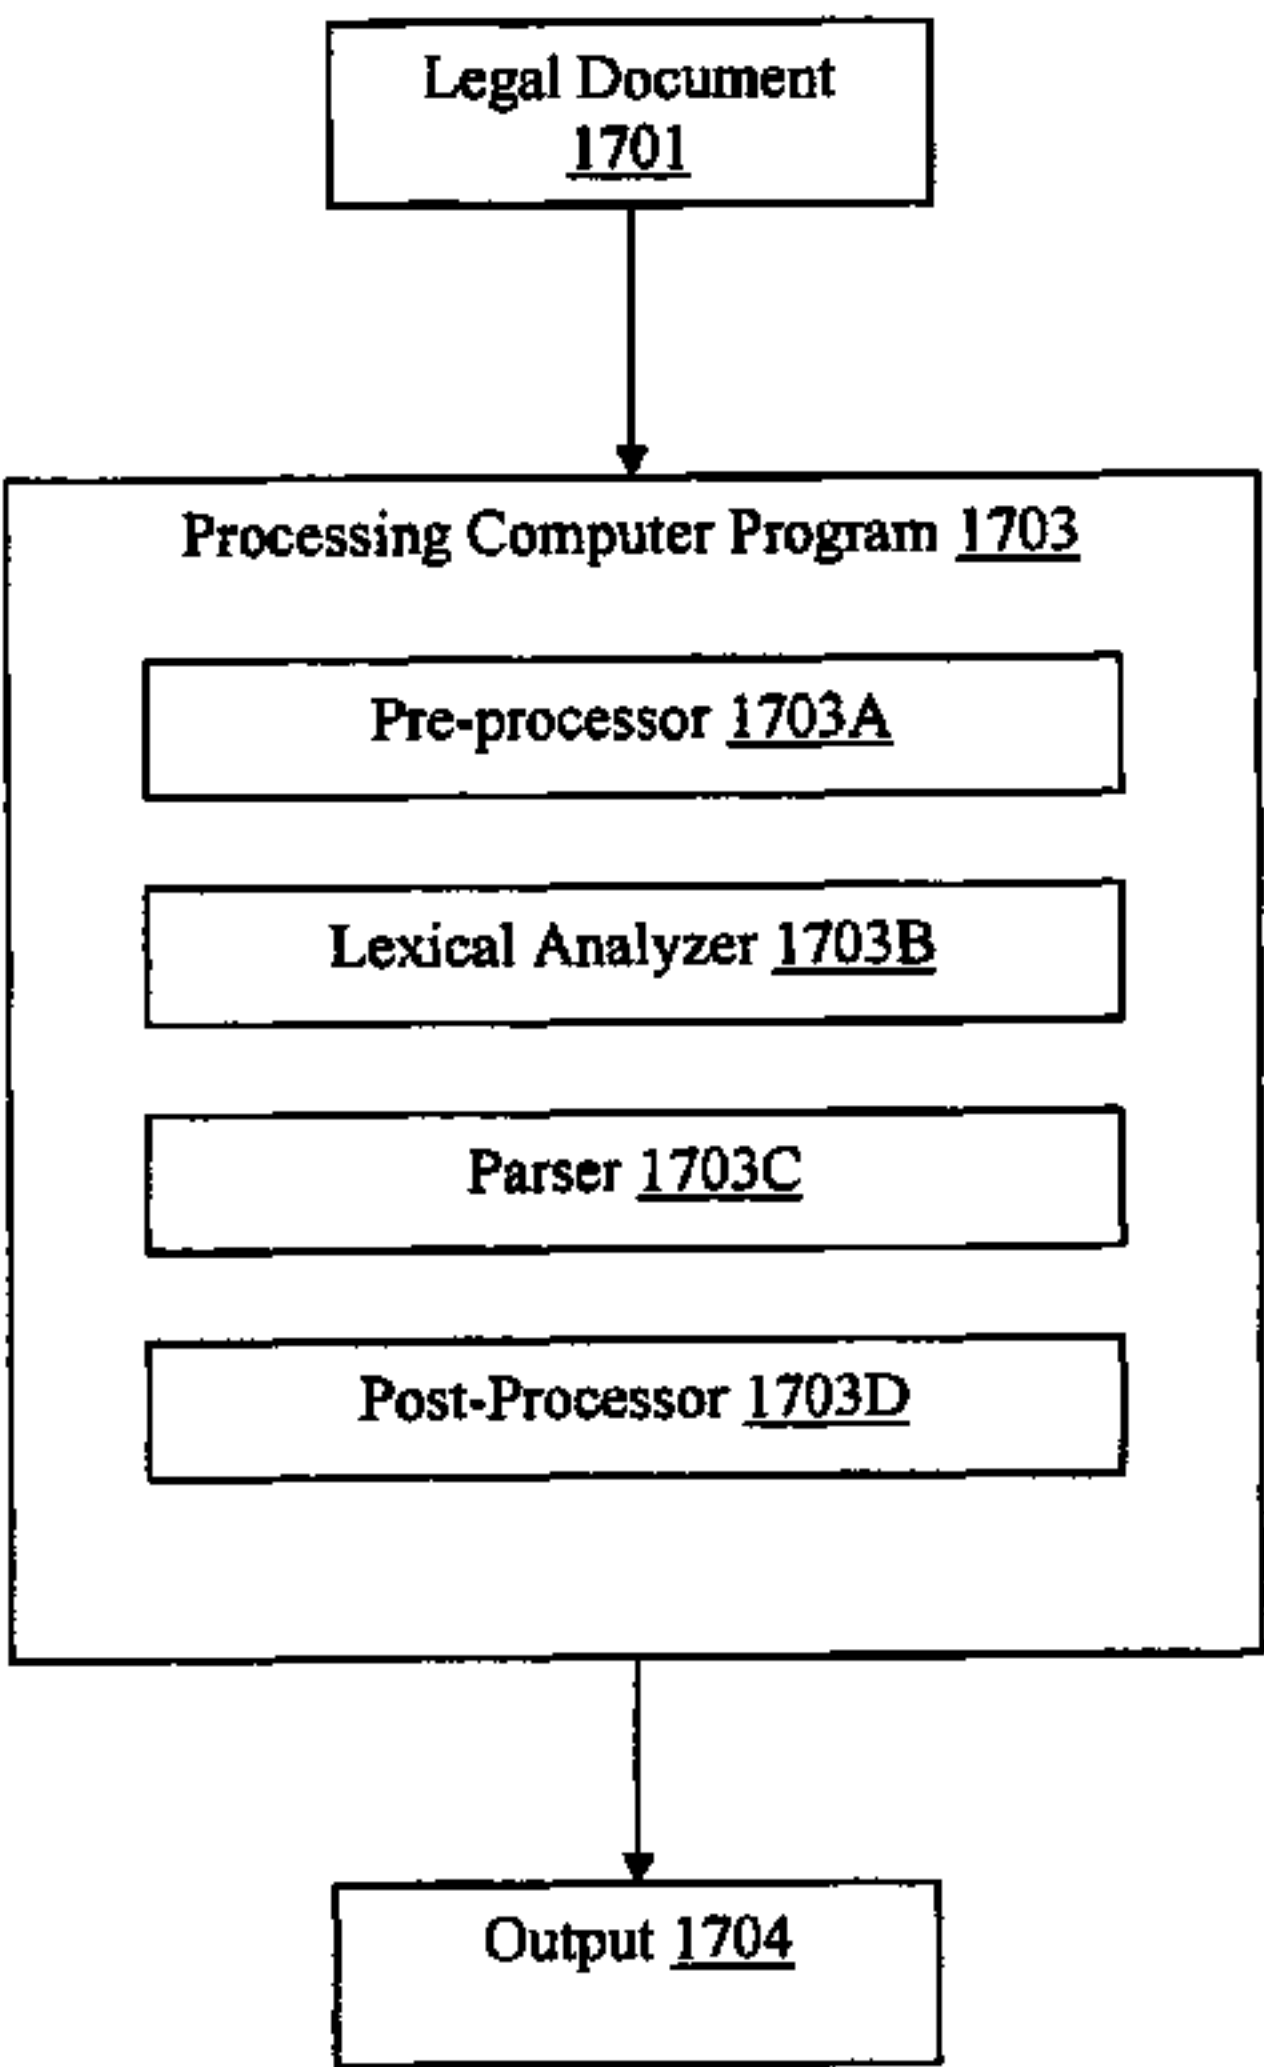 Legal Document
1701
Processing Computer Program 1703
Pre-processor 1703A
Lexical Analyzer 1703B
Parser 1703C
Post-Processor 1703D
Output 1704